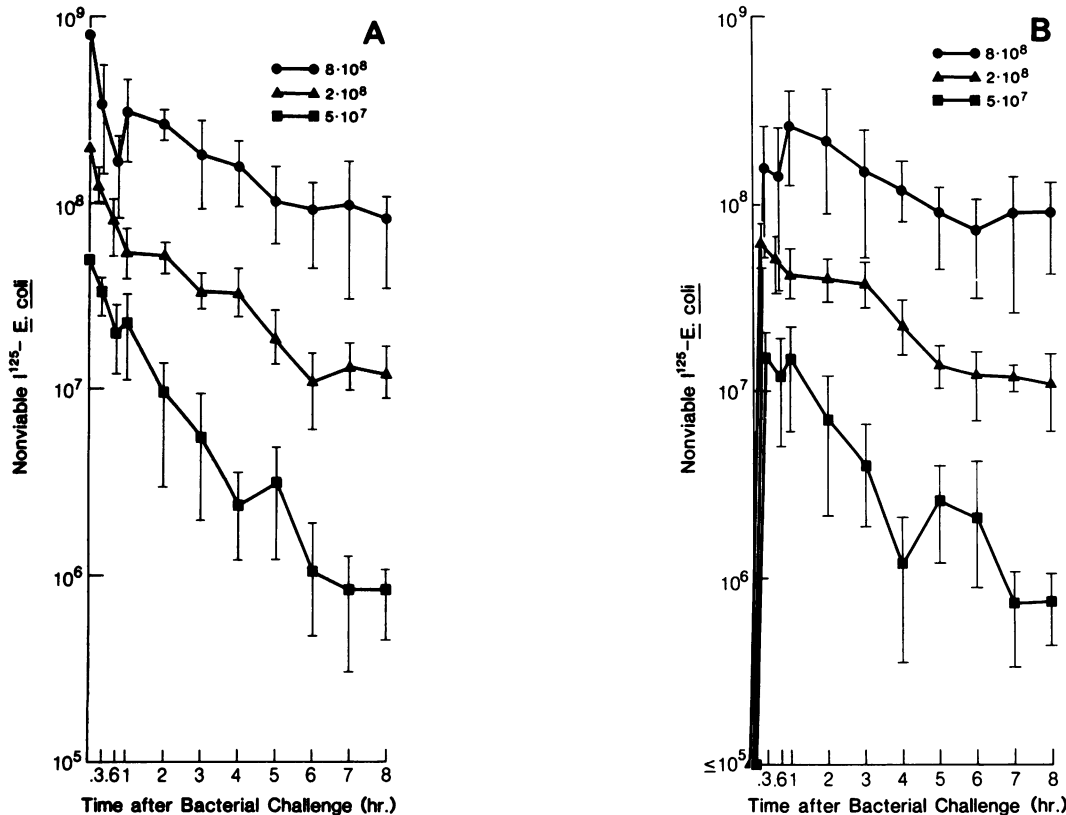 A
10⁹
8·10⁸
2·10⁸
5·10⁷
10⁸
10⁷
10⁶
10⁵
Nonviable I¹²⁵- E. coli
.3.61 2 3 4 5 6 7 8
Time after Bacterial Challenge (hr.)
B
10⁹
8·10⁸
2·10⁸
5·10⁷
10⁸
10⁷
10⁶
≤10⁵
Nonviable I¹²⁵-E. coli
.3.61 2 3 4 5 6 7 8
Time after Bacterial Challenge (hr.)